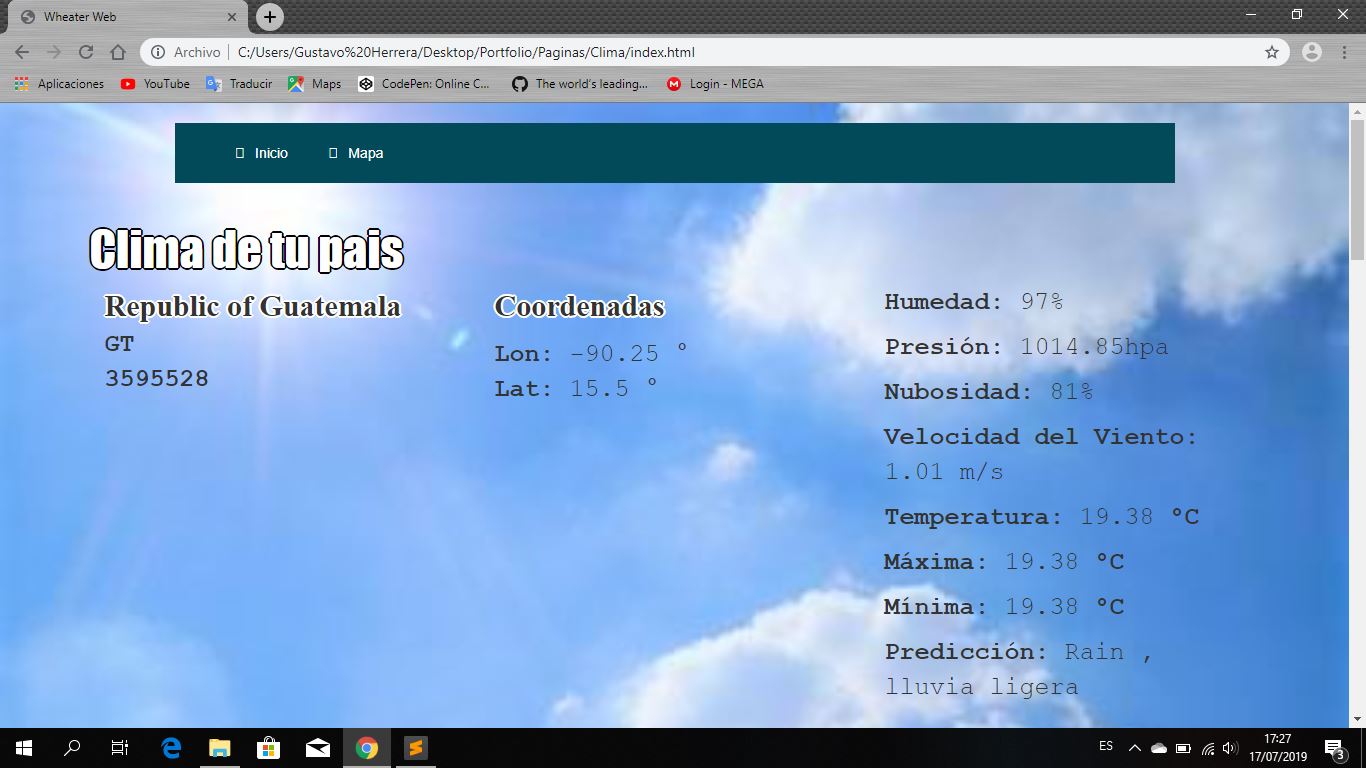 Wheater Web
Archivo C:/Users/Gustavo%20Herrera/Desktop/Portfolio/Paginas/Clima/index.html
Aplicaciones YouTube Traducir Maps CodePen: Online C... The world's leading... Login - MEGA
Inicio Mapa
Clima de tu pais
Republic of Guatemala
GT
3595528
Coordenadas
Lon: -90.25 °
Lat: 15.5 °
Humedad: 97%
Presión: 1014.85hpa
Nubosidad: 81%
Velocidad del Viento:
1.01 m/s
Temperatura: 19.38 °C
Máxima: 19.38 °C
Mínima: 19.38 °C
Predicción: Rain ,
lluvia ligera
ES
17:27
17/07/2019
3